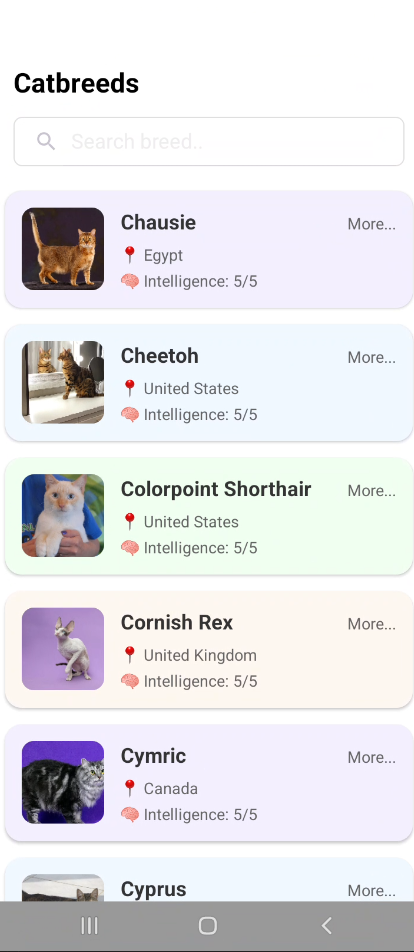 Catbreeds
Search breed..
Chausie More...
Egypt
Intelligence: 5/5
Cheetoh More...
United States
Intelligence: 5/5
Colorpoint Shorthair More...
United States
Intelligence: 5/5
Cornish Rex More...
United Kingdom
Intelligence: 5/5
Cymric More...
Canada
Intelligence: 5/5
Cyprus More...